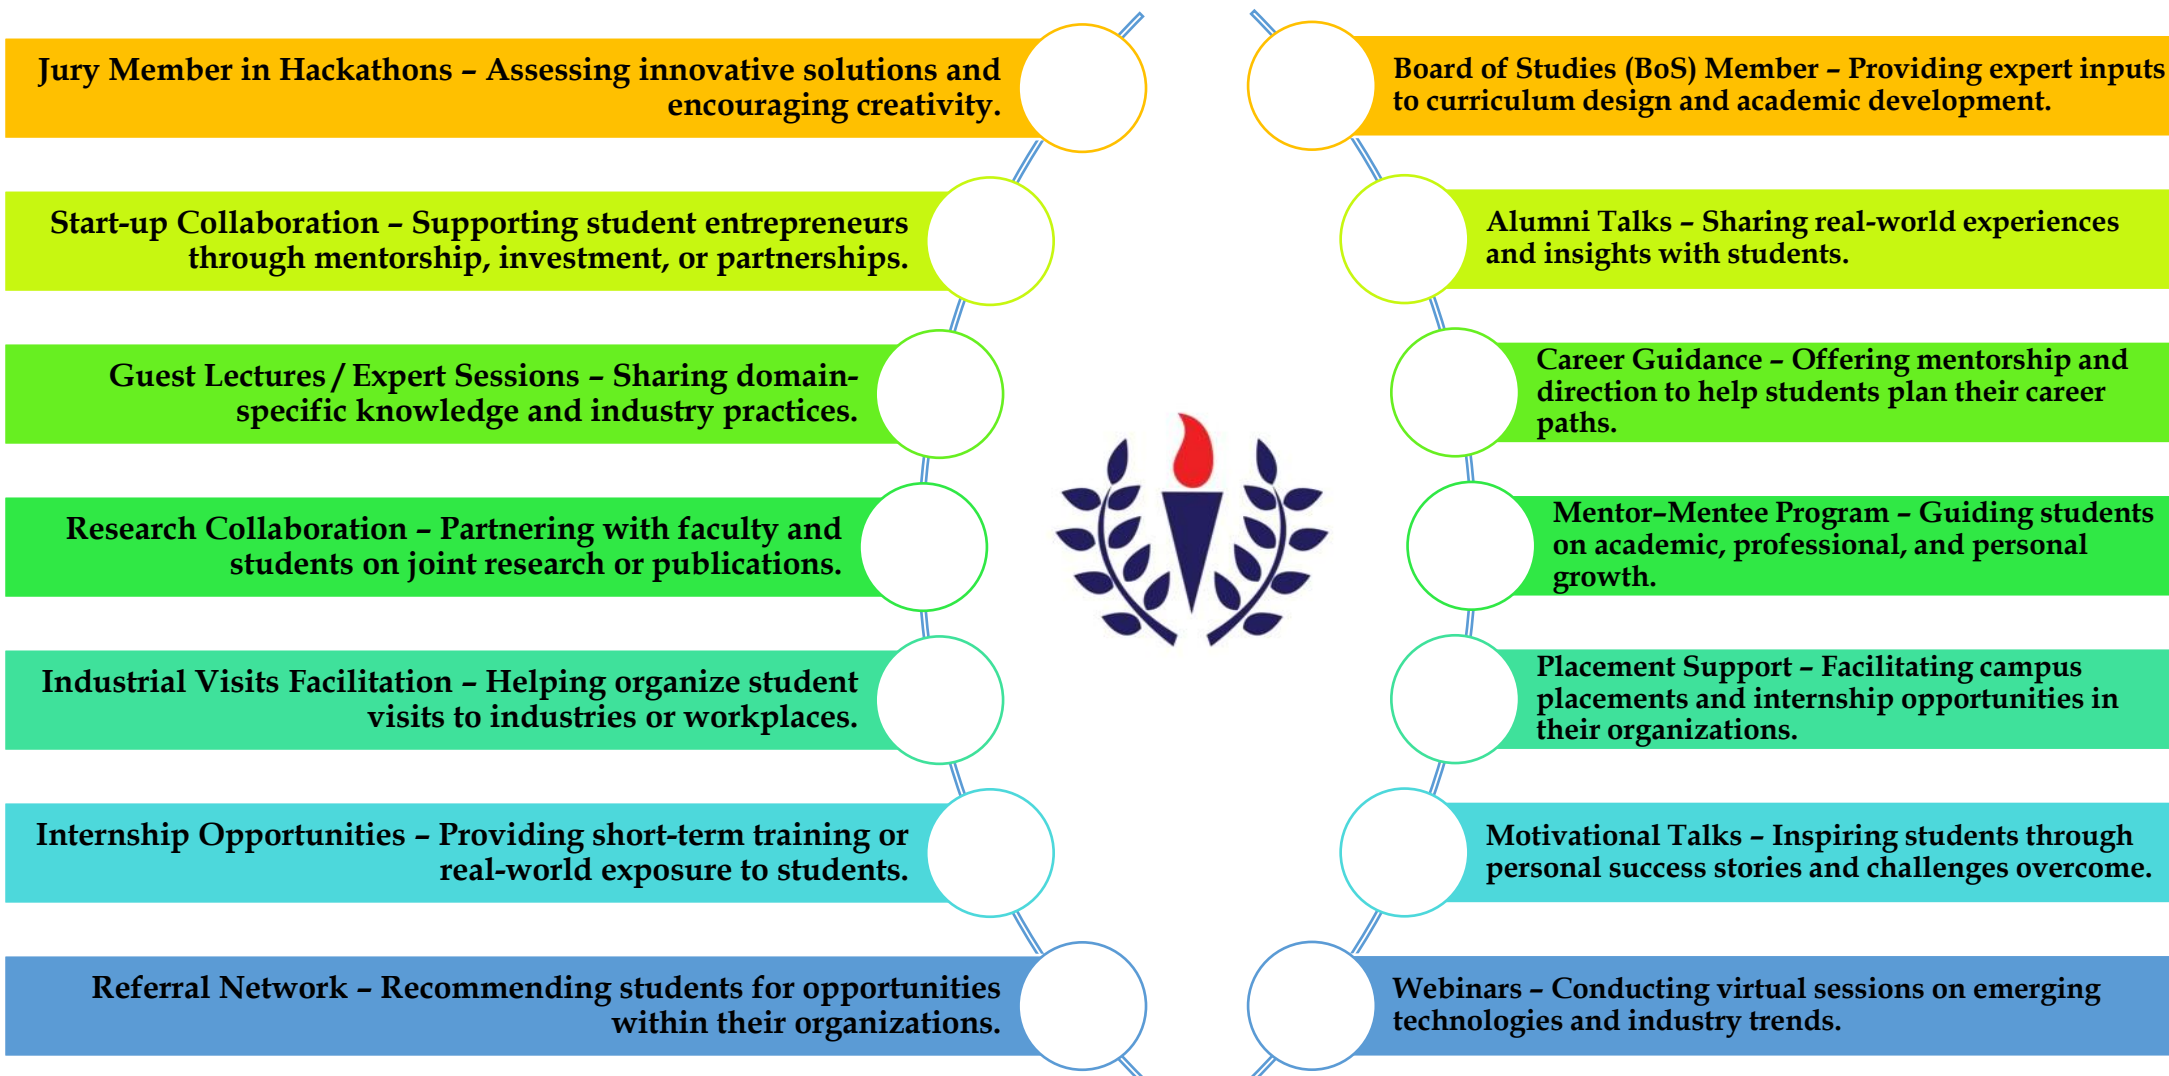 Jury Member in Hackathons – Assessing innovative solutions and
encouraging creativity.
Start-up Collaboration – Supporting student entrepreneurs
through mentorship, investment, or partnerships.
Guest Lectures / Expert Sessions – Sharing domain-
specific knowledge and industry practices.
Research Collaboration – Partnering with faculty and
students on joint research or publications.
Industrial Visits Facilitation – Helping organize student
visits to industries or workplaces.
Internship Opportunities – Providing short-term training or
real-world exposure to students.
Referral Network – Recommending students for opportunities
within their organizations.
Board of Studies (BoS) Member – Providing expert inputs
to curriculum design and academic development.
Alumni Talks – Sharing real-world experiences
and insights with students.
Career Guidance – Offering mentorship and
direction to help students plan their career
paths.
Mentor–Mentee Program – Guiding students
on academic, professional, and personal
growth.
Placement Support – Facilitating campus
placements and internship opportunities in
their organizations.
Motivational Talks – Inspiring students through
personal success stories and challenges overcome.
Webinars – Conducting virtual sessions on emerging
technologies and industry trends.